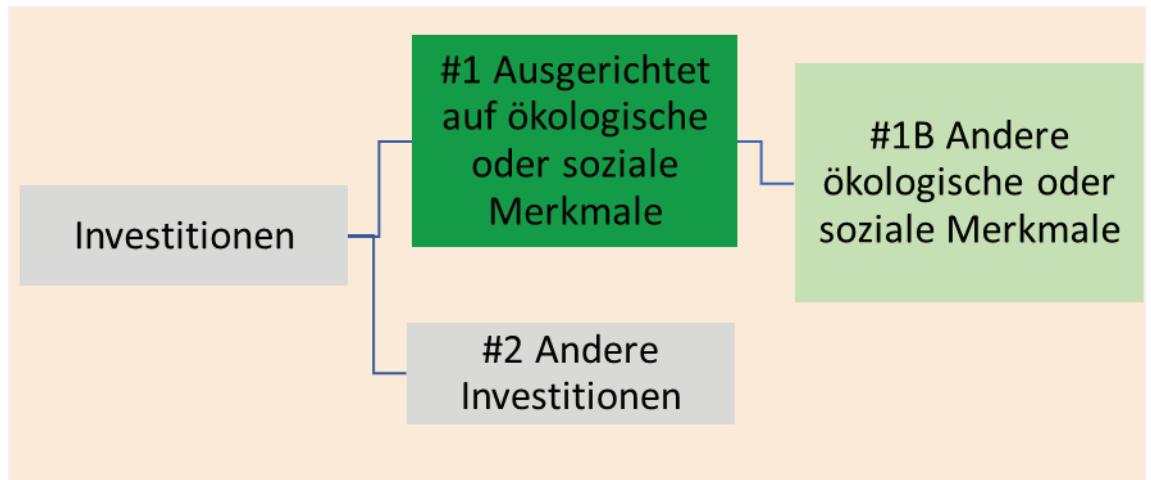 Investitionen
#1 Ausgerichtet
auf ökologische
oder soziale
Merkmale
#1B Andere
ökologische oder
soziale Merkmale
#2 Andere
Investitionen